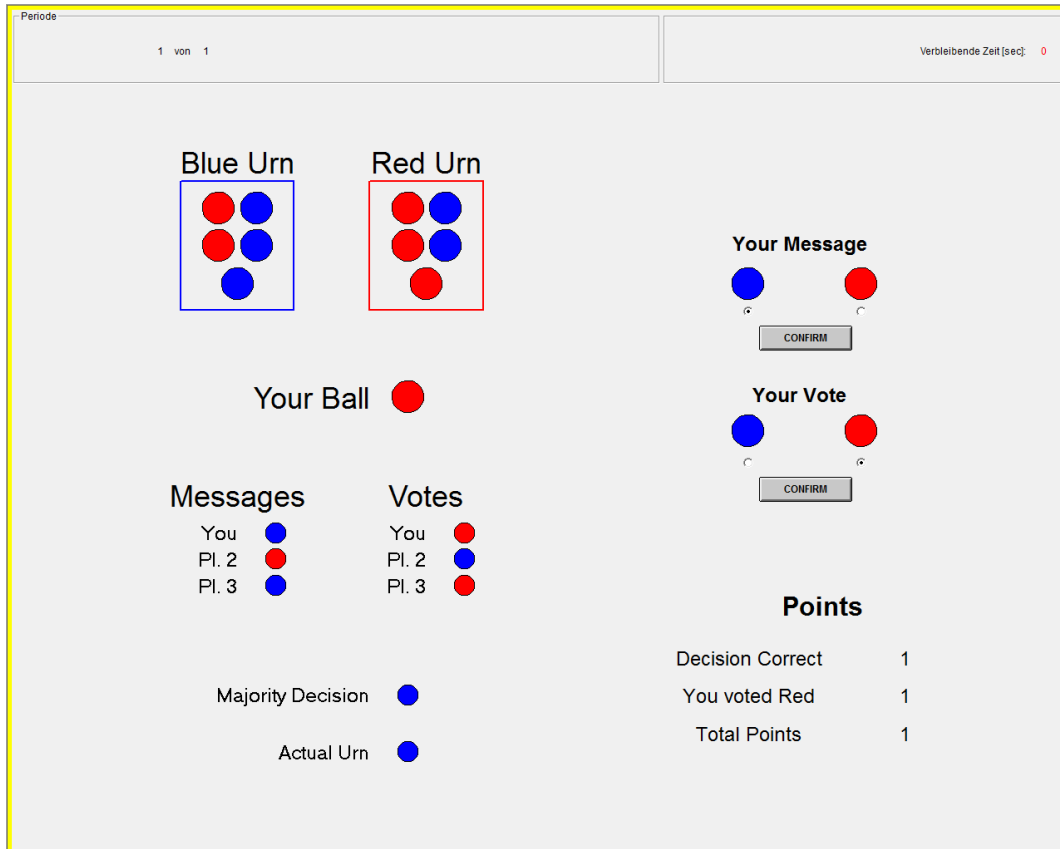 Periode
1 von 1
Verbleibende Zeit [sec]: 0
Blue Urn
Red Urn
Your Message
CONFIRM
Your Ball
Your Vote
CONFIRM
Messages
Votes
You
You
Pl. 2
Pl. 2
Pl. 3
Pl. 3
Points
Decision Correct 1
Majority Decision
You voted Red 1
Total Points 1
Actual Urn